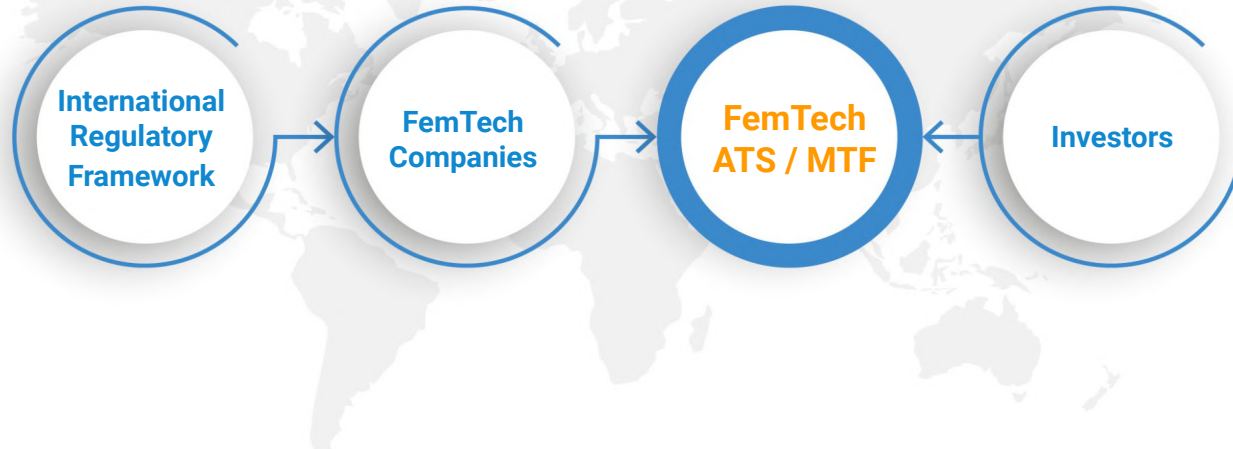 International
Regulatory
Framework
FemTech
Companies
FemTech
ATS / MTF
Investors